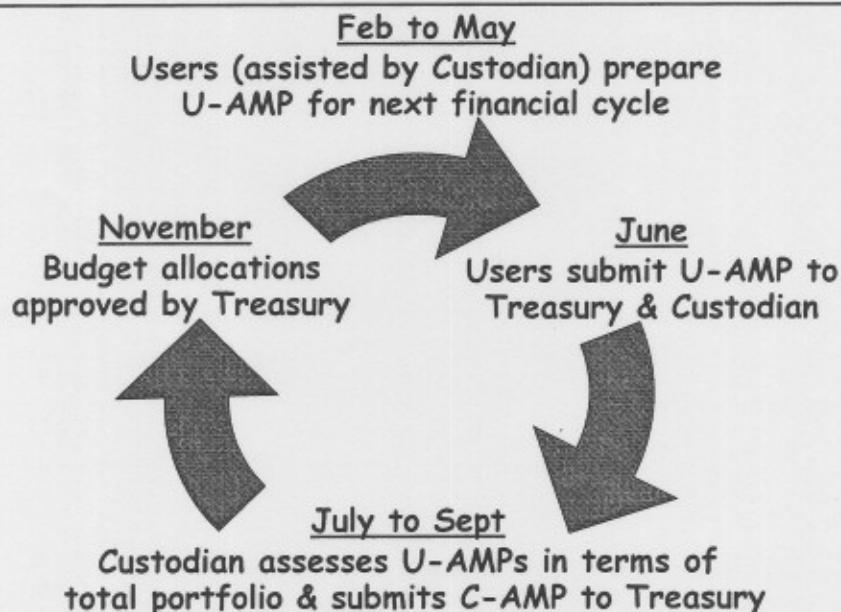 Feb to May
Users (assisted by Custodian) prepare
U-AMP for next financial cycle
November
Budget allocations
approved by Treasury
June
Users submit U-AMP to
Treasury & Custodian
July to Sept
Custodian assesses U-AMPs in terms of
total portfolio & submits C-AMP to Treasury